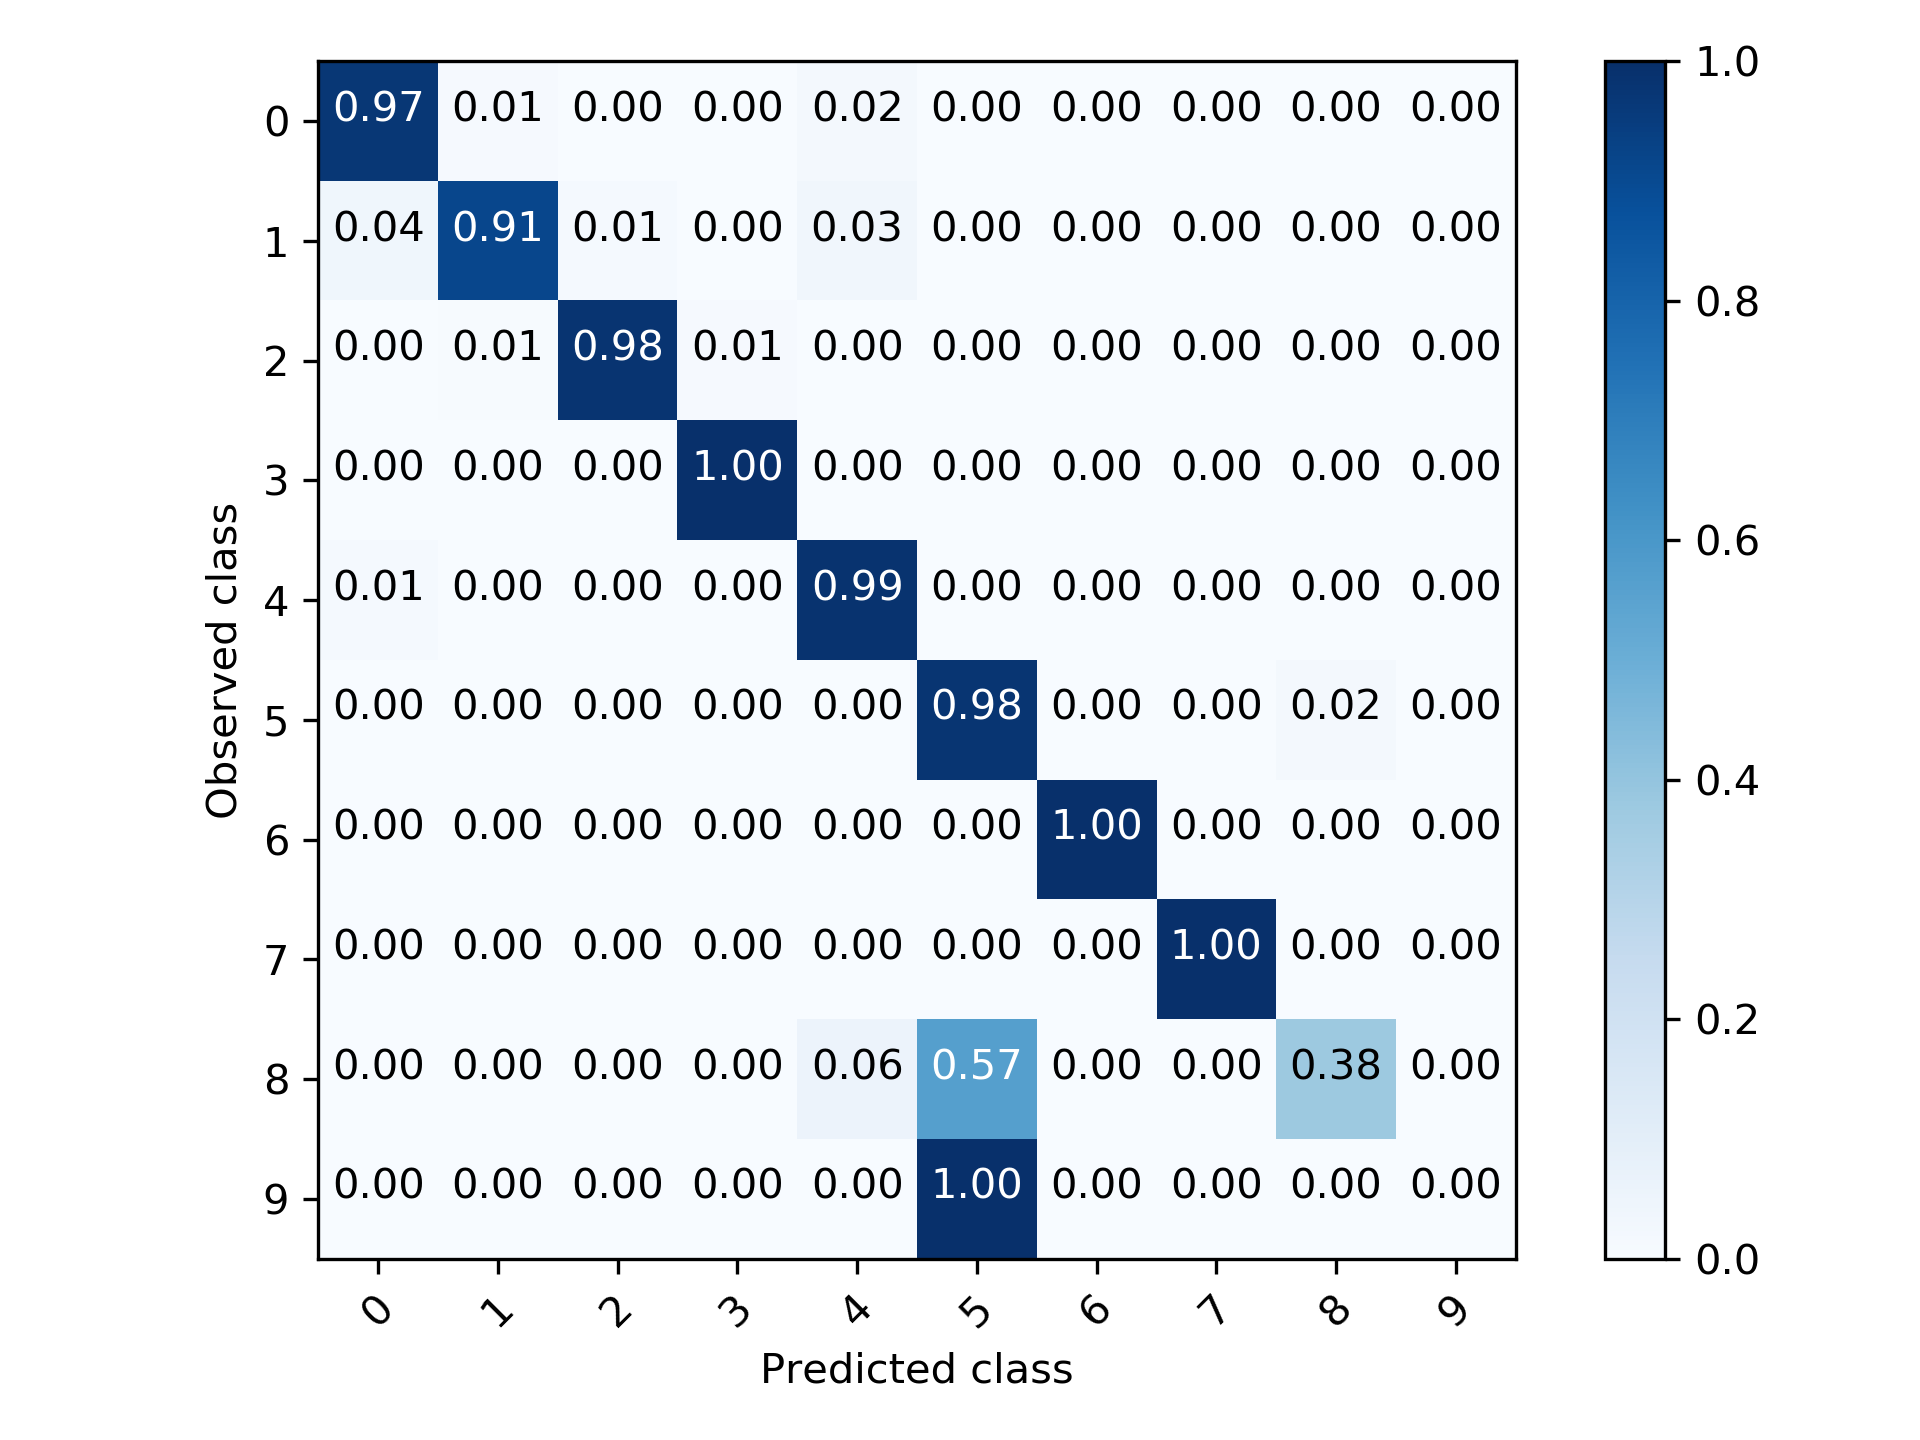 0 0.97 0.01 0.00 0.00 0.02 0.00 0.00 0.00 0.00 0.00
1 0.04 0.91 0.01 0.00 0.03 0.00 0.00 0.00 0.00 0.00
2 0.00 0.01 0.98 0.01 0.00 0.00 0.00 0.00 0.00 0.00
3 0.00 0.00 0.00 1.00 0.00 0.00 0.00 0.00 0.00 0.00
4 0.01 0.00 0.00 0.00 0.99 0.00 0.00 0.00 0.00 0.00
5 0.00 0.00 0.00 0.00 0.00 0.98 0.00 0.00 0.02 0.00
6 0.00 0.00 0.00 0.00 0.00 0.00 1.00 0.00 0.00 0.00
7 0.00 0.00 0.00 0.00 0.00 0.00 0.00 1.00 0.00 0.00
8 0.00 0.00 0.00 0.00 0.06 0.57 0.00 0.00 0.38 0.00
9 0.00 0.00 0.00 0.00 0.00 1.00 0.00 0.00 0.00 0.00
0 1 2 3 4 5 6 7 8 9
Predicted class
Observed class
1.0
0.8
0.6
0.4
0.2
0.0